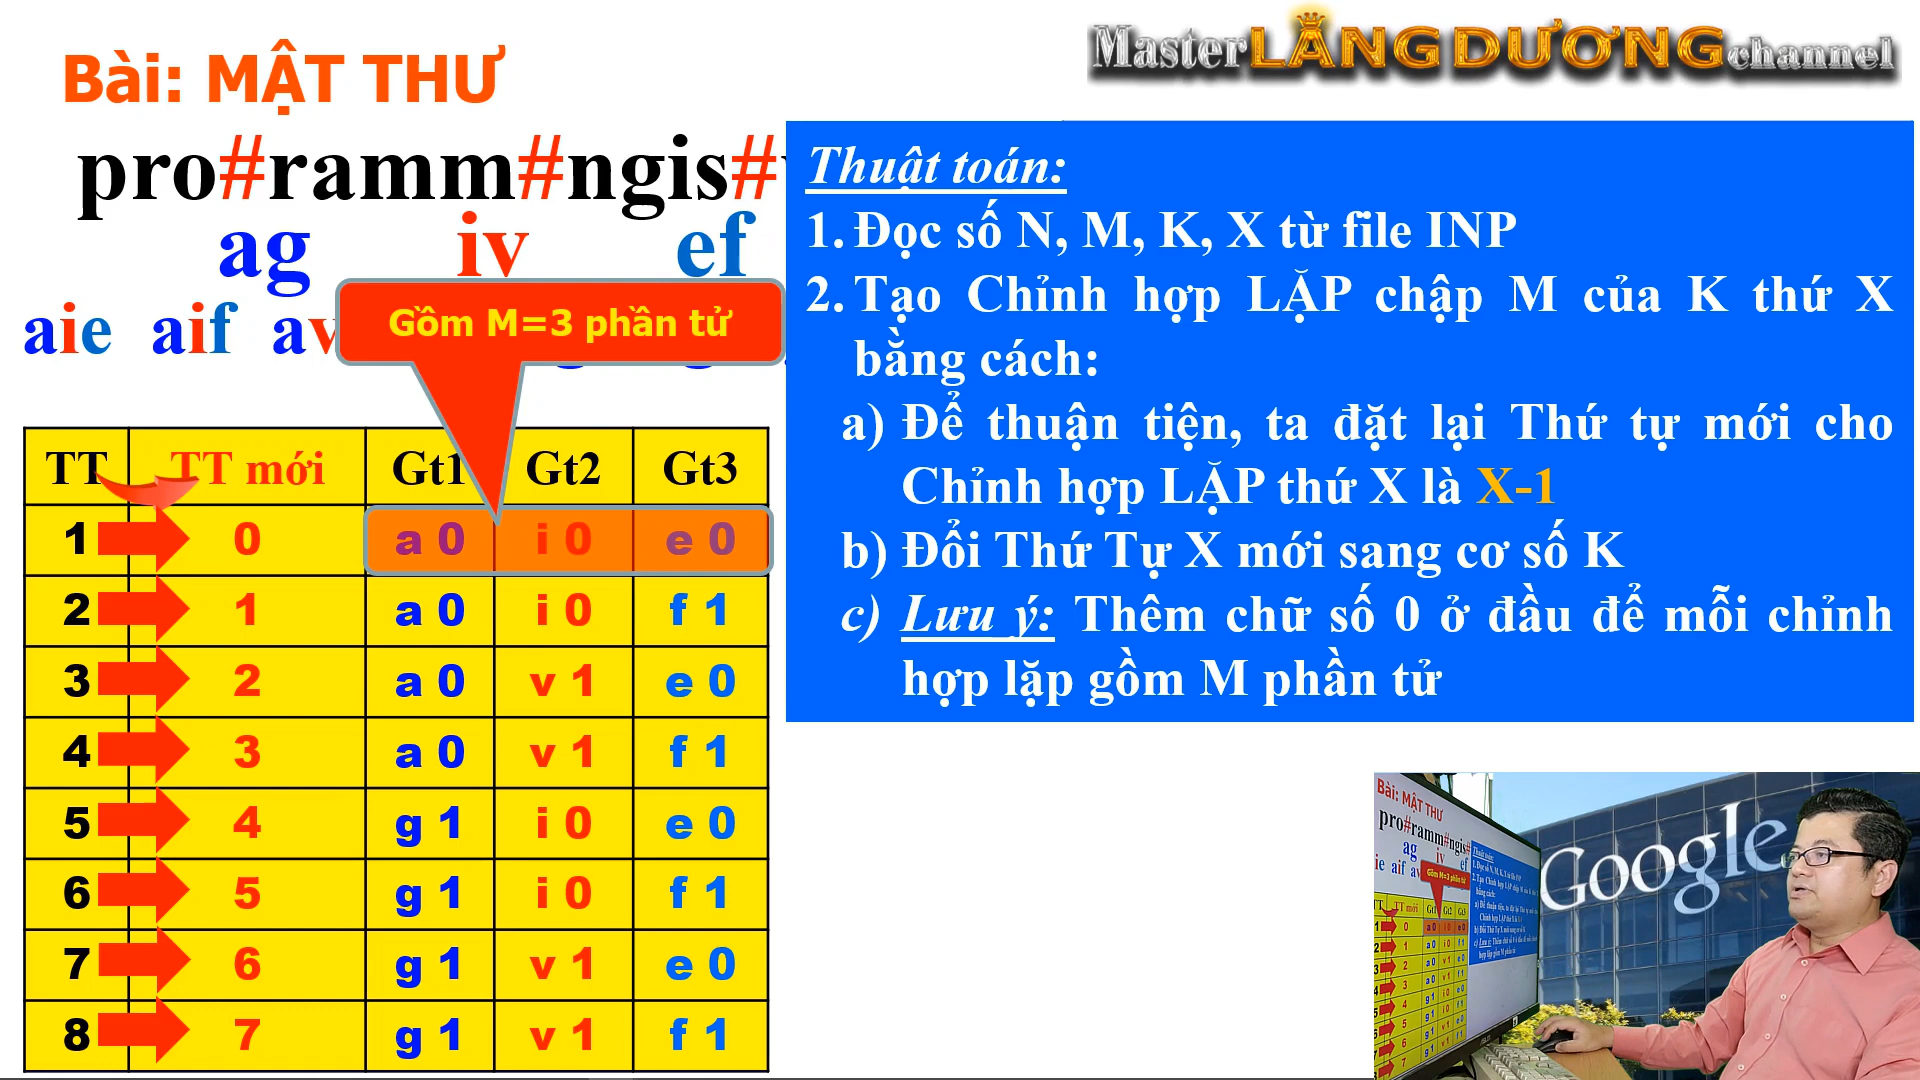 Master LĂNG DƯƠNG channel
Bài: MẬT THƯ
pro#ramm#ngis#
ag iv ef
aie aif av
Gồm M=3 phần tử
Thuật toán:
1. Đọc số N, M, K, X từ file INP
2. Tạo Chỉnh hợp LẶP chập M của K thứ X
bằng cách:
a) Để thuận tiện, ta đặt lại Thứ tự mới cho
Chỉnh hợp LẶP thứ X là X-1
b) Đổi Thứ Tự X mới sang cơ số K
c) Lưu ý: Thêm chữ số 0 ở đầu để mỗi chỉnh
hợp lặp gồm M phần tử
TT TT mới Gt1 Gt2 Gt3
1 0 a 0 i 0 e 0
2 1 a 0 i 0 f 1
3 2 a 0 v 1 e 0
4 3 a 0 v 1 f 1
5 4 g 1 i 0 e 0
6 5 g 1 i 0 f 1
7 6 g 1 v 1 e 0
8 7 g 1 v 1 f 1
Google